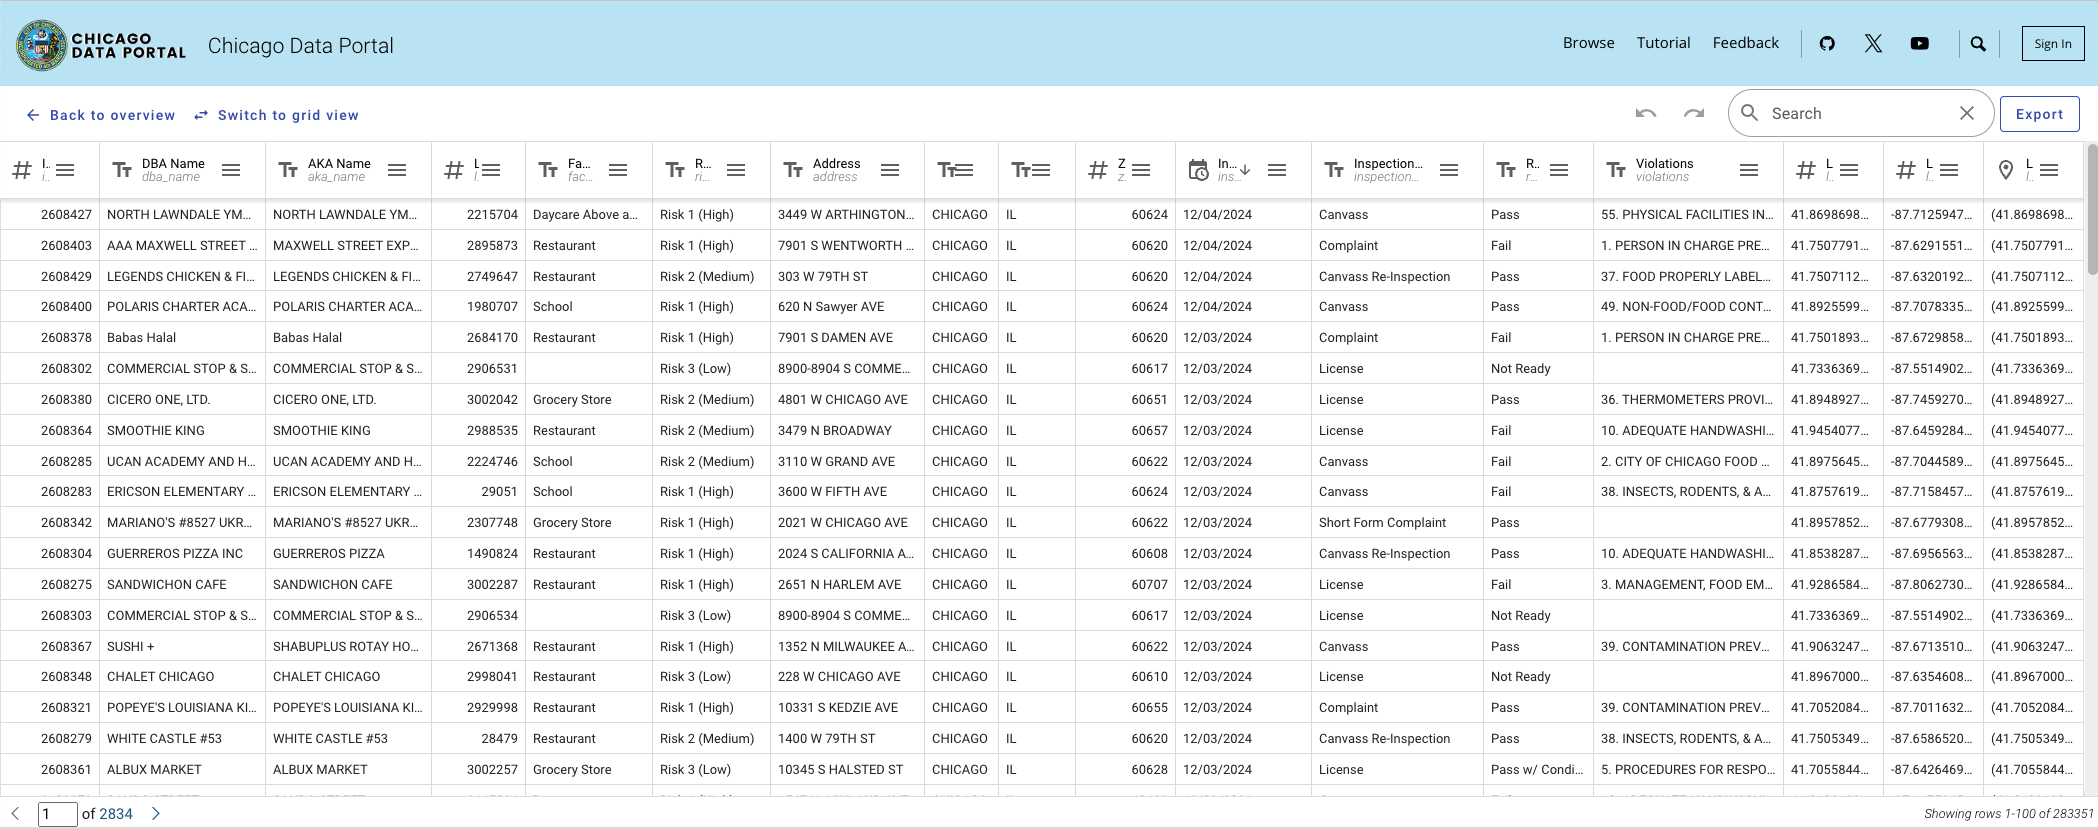 CHICAGO
DATA PORTAL
Chicago Data Portal
Browse Tutorial Feedback Sign In
Back to overview Switch to grid view Search Export
I.. DBA Name AKA Name L Fa... R... Address Z In... Inspection... R.. Violations L L L
l.. dba_name aka_name l.. fac... ri... address z.. ins... inspection... r... violations l.. l.. l..
2608427 NORTH LAWNDALE YM... NORTH LAWNDALE YM... 2215704 Daycare Above a... Risk 1 (High) 3449 W ARTHINGTON... CHICAGO IL 60624 12/04/2024 Canvass Pass 55. PHYSICAL FACILITIES IN... 41.8698698... -87.7125947... (41.8698698...
2608403 AAA MAXWELL STREET ... MAXWELL STREET EXP... 2895873 Restaurant Risk 1 (High) 7901 S WENTWORTH ... CHICAGO IL 60620 12/04/2024 Complaint Fail 1. PERSON IN CHARGE PRE... 41.7507791... -87.6291551... (41.7507791...
2608429 LEGENDS CHICKEN & FI... LEGENDS CHICKEN & FI... 2749647 Restaurant Risk 2 (Medium) 303 W 79TH ST CHICAGO IL 60620 12/04/2024 Canvass Re-Inspection Pass 37. FOOD PROPERLY LABEL... 41.7507112... -87.6320192... (41.7507112...
2608400 POLARIS CHARTER ACA... POLARIS CHARTER ACA... 1980707 School Risk 1 (High) 620 N Sawyer AVE CHICAGO IL 60624 12/04/2024 Canvass Pass 49. NON-FOOD/FOOD CONT... 41.8925599... -87.7078335... (41.8925599...
2608378 Babas Halal Babas Halal 2684170 Restaurant Risk 1 (High) 7901 S DAMEN AVE CHICAGO IL 60620 12/03/2024 Complaint Fail 1. PERSON IN CHARGE PRE... 41.7501893... -87.6729858... (41.7501893...
2608302 COMMERCIAL STOP & S... COMMERCIAL STOP & S... 2906531 Risk 3 (Low) 8900-8904 S COMME... CHICAGO IL 60617 12/03/2024 License Not Ready 41.7336369... -87.5514902... (41.7336369...
2608380 CICERO ONE, LTD. CICERO ONE, LTD. 3002042 Grocery Store Risk 2 (Medium) 4801 W CHICAGO AVE CHICAGO IL 60651 12/03/2024 License Pass 36. THERMOMETERS PROVI... 41.8948927... -87.7459270... (41.8948927...
2608364 SMOOTHIE KING SMOOTHIE KING 2988535 Restaurant Risk 2 (Medium) 3479 N BROADWAY CHICAGO IL 60657 12/03/2024 License Fail 10. ADEQUATE HANDWASHI... 41.9454077... -87.6459284... (41.9454077...
2608285 UCAN ACADEMY AND H... UCAN ACADEMY AND H... 2224746 School Risk 2 (Medium) 3110 W GRAND AVE CHICAGO IL 60622 12/03/2024 Canvass Fail 2. CITY OF CHICAGO FOOD ... 41.8975645... -87.7044589... (41.8975645...
2608283 ERICSON ELEMENTARY ... ERICSON ELEMENTARY ... 29051 School Risk 1 (High) 3600 W FIFTH AVE CHICAGO IL 60624 12/03/2024 Canvass Fail 38. INSECTS, RODENTS, & A... 41.8757619... -87.7158457... (41.8757619...
2608342 MARIANO'S #8527 UKR... MARIANO'S #8527 UKR... 2307748 Grocery Store Risk 1 (High) 2021 W CHICAGO AVE CHICAGO IL 60622 12/03/2024 Short Form Complaint Pass 41.8957852... -87.6779308... (41.8957852...
2608304 GUERREROS PIZZA INC GUERREROS PIZZA 1490824 Restaurant Risk 1 (High) 2024 S CALIFORNIA A... CHICAGO IL 60608 12/03/2024 Canvass Re-Inspection Pass 10. ADEQUATE HANDWASHI... 41.8538287... -87.6956563... (41.8538287...
2608275 SANDWICHON CAFE SANDWICHON CAFE 3002287 Restaurant Risk 1 (High) 2651 N HARLEM AVE CHICAGO IL 60707 12/03/2024 License Fail 3. MANAGEMENT, FOOD EM... 41.9286584... -87.8062730... (41.9286584...
2608303 COMMERCIAL STOP & S... COMMERCIAL STOP & S... 2906534 Risk 3 (Low) 8900-8904 S COMME... CHICAGO IL 60617 12/03/2024 License Not Ready 41.7336369... -87.5514902... (41.7336369...
2608367 SUSHI + SHABUPLUS ROTAY HO... 2671368 Restaurant Risk 1 (High) 1352 N MILWAUKEE A... CHICAGO IL 60622 12/03/2024 Canvass Pass 39. CONTAMINATION PREV... 41.9063247... -87.6713510... (41.9063247...
2608348 CHALET CHICAGO CHALET CHICAGO 2998041 Restaurant Risk 3 (Low) 228 W CHICAGO AVE CHICAGO IL 60610 12/03/2024 License Not Ready 41.8967000... -87.6354608... (41.8967000...
2608321 POPEYE'S LOUISIANA KI... POPEYE'S LOUISIANA KI... 2929998 Restaurant Risk 1 (High) 10331 S KEDZIE AVE CHICAGO IL 60655 12/03/2024 Complaint Pass 39. CONTAMINATION PREV... 41.7052084... -87.7011632... (41.7052084...
2608279 WHITE CASTLE #53 WHITE CASTLE #53 28479 Restaurant Risk 2 (Medium) 1400 W 79TH ST CHICAGO IL 60620 12/03/2024 Canvass Re-Inspection Pass 38. INSECTS, RODENTS, & A... 41.7505349... -87.6586520... (41.7505349...
2608361 ALBUX MARKET ALBUX MARKET 3002257 Grocery Store Risk 3 (Low) 10345 S HALSTED ST CHICAGO IL 60628 12/03/2024 License Pass w/ Condi... 5. PROCEDURES FOR RESPO... 41.7055844... -87.6426469... (41.7055844...
1 of 2834 Showing rows 1-100 of 283351